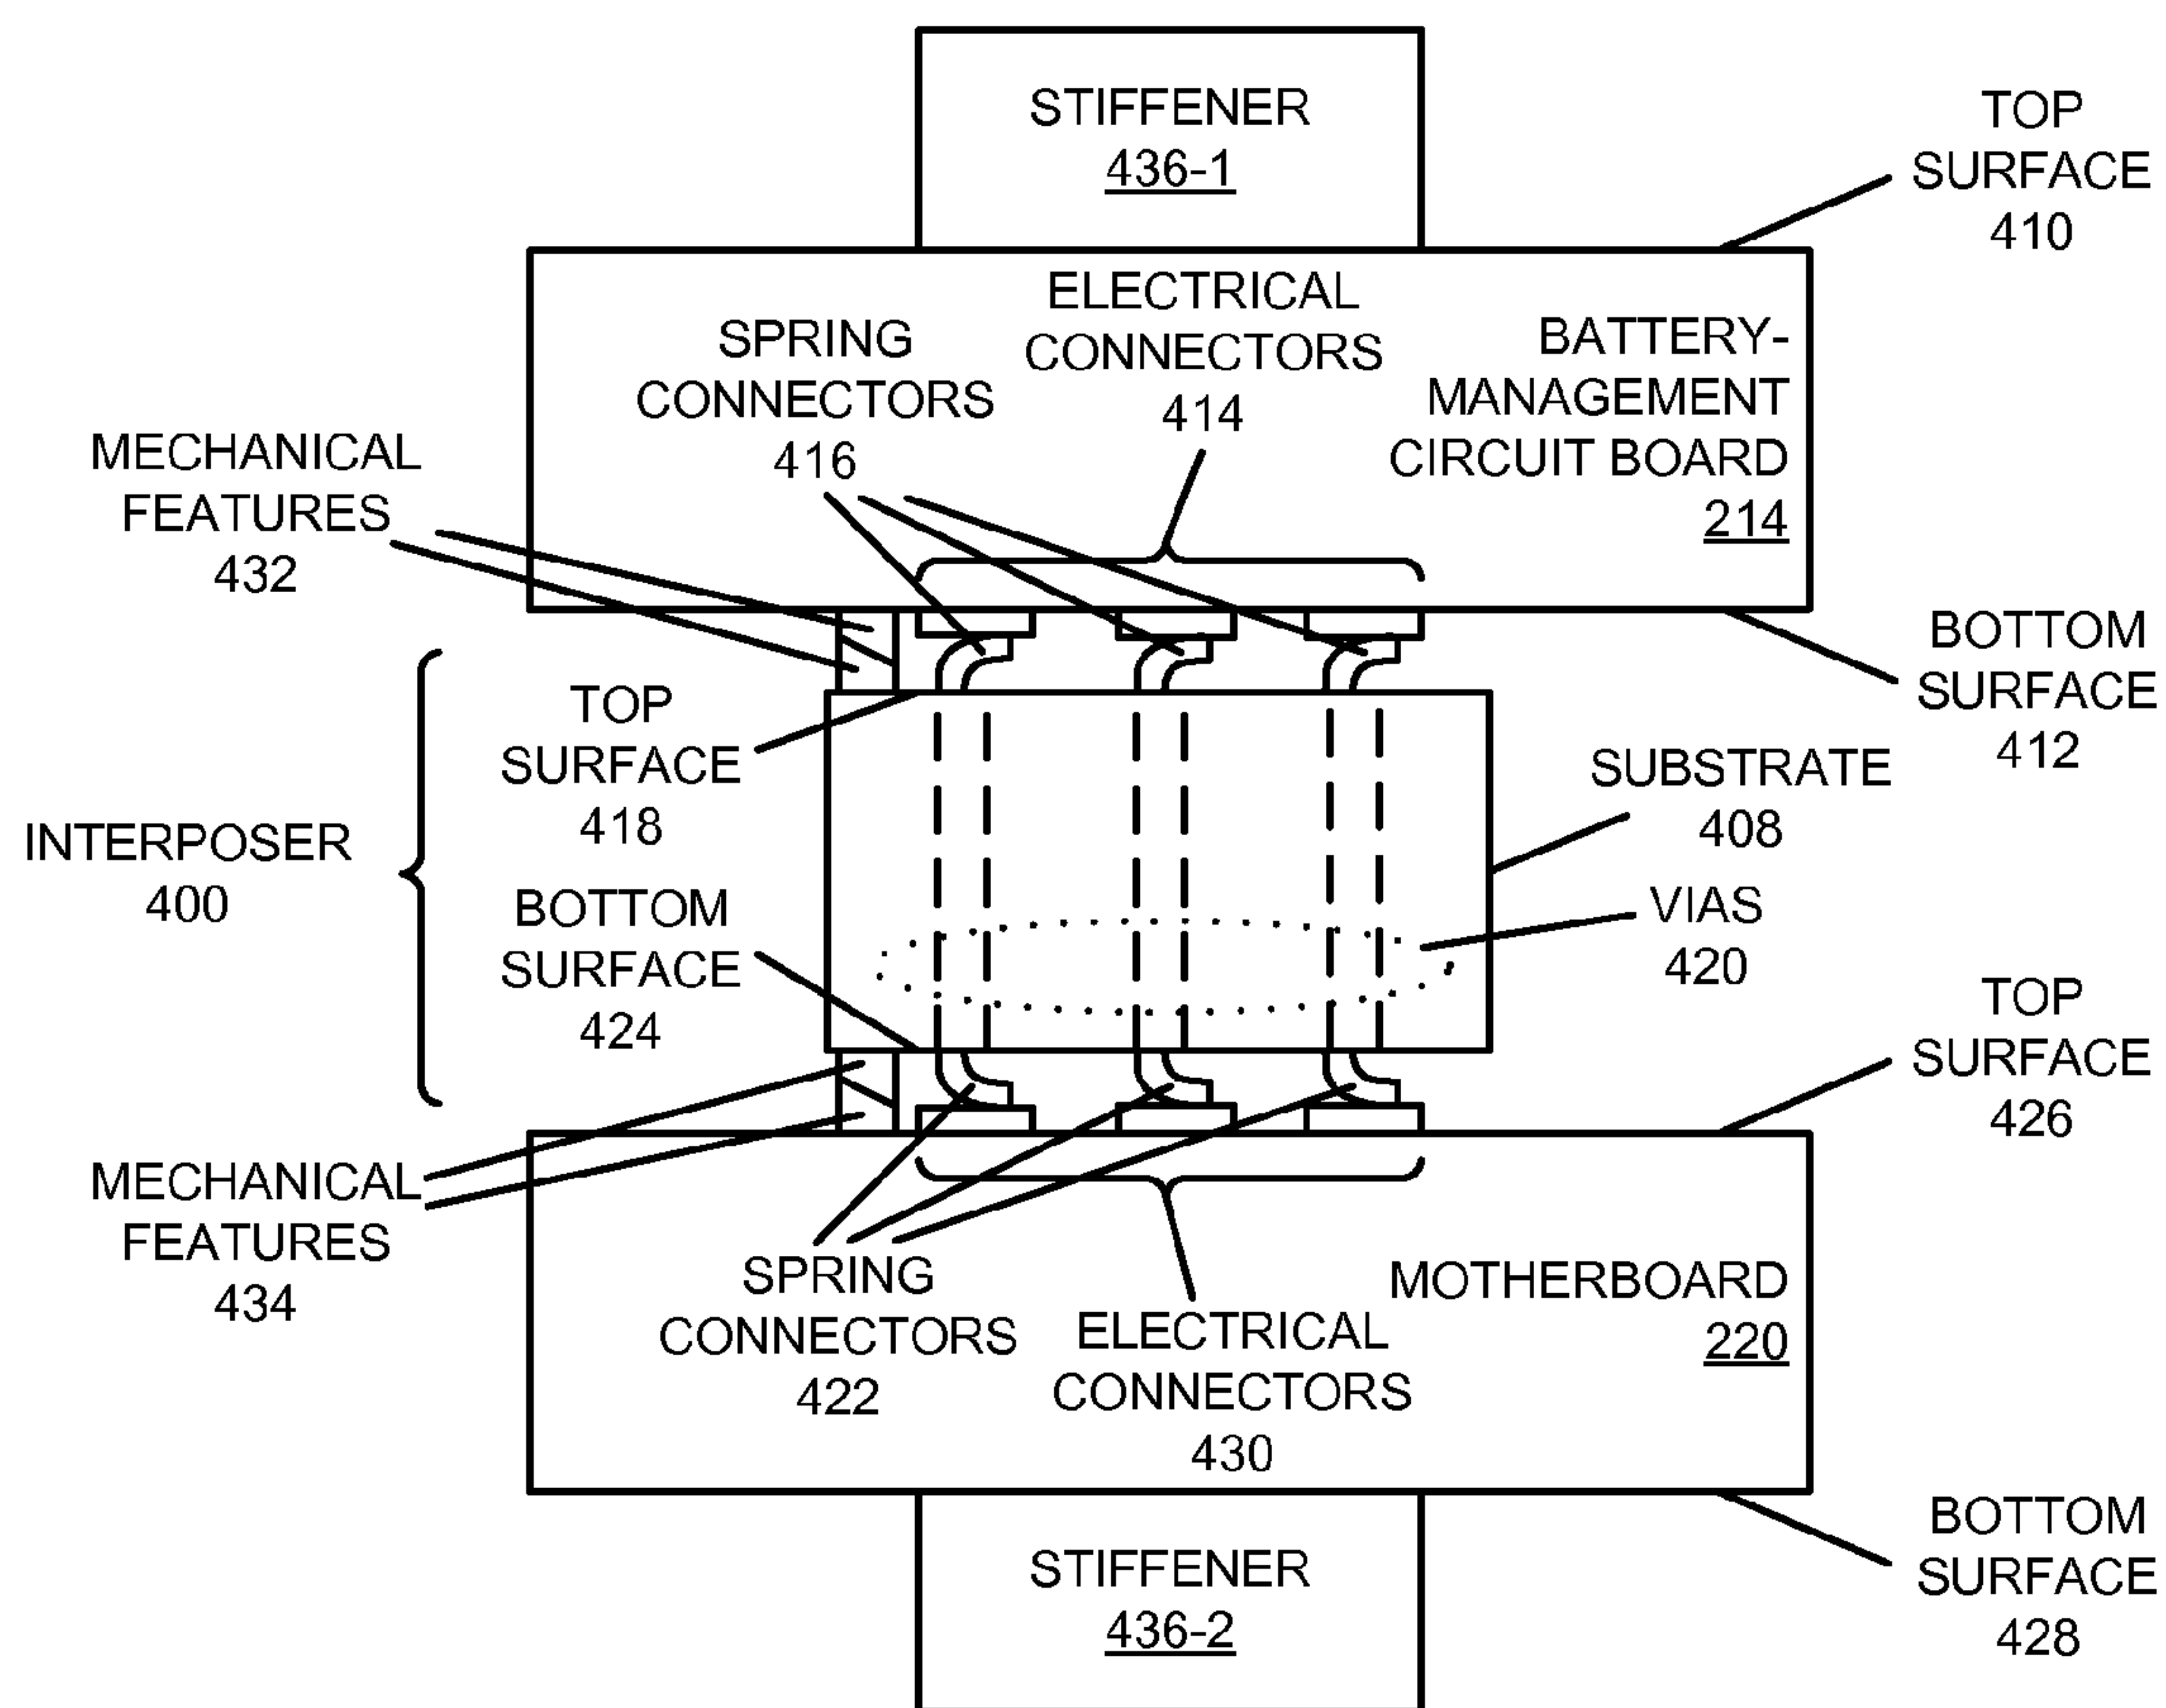 STIFFENER
436-1
TOP
SURFACE
410
ELECTRICAL
CONNECTORS
414
SPRING
CONNECTORS
416
BATTERY-
MANAGEMENT
CIRCUIT BOARD
214
MECHANICAL
FEATURES
432
BOTTOM
SURFACE
412
TOP
SURFACE
418
SUBSTRATE
408
INTERPOSER
400
BOTTOM
SURFACE
424
VIAS
420
TOP
SURFACE
426
MECHANICAL
FEATURES
434
SPRING
CONNECTORS
422
ELECTRICAL
CONNECTORS
430
MOTHERBOARD
220
STIFFENER
436-2
BOTTOM
SURFACE
428